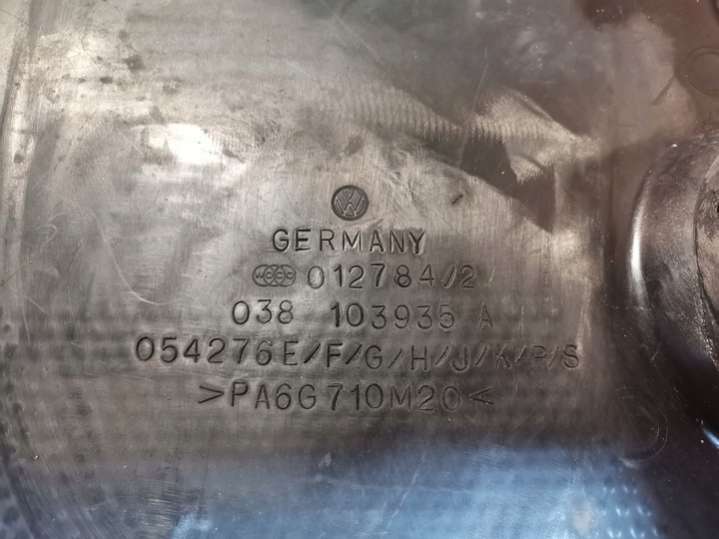 GERMANY
012784/2
038 103935 A
054276E/F/G/H/J/K/P/S
>PA6G710M20<